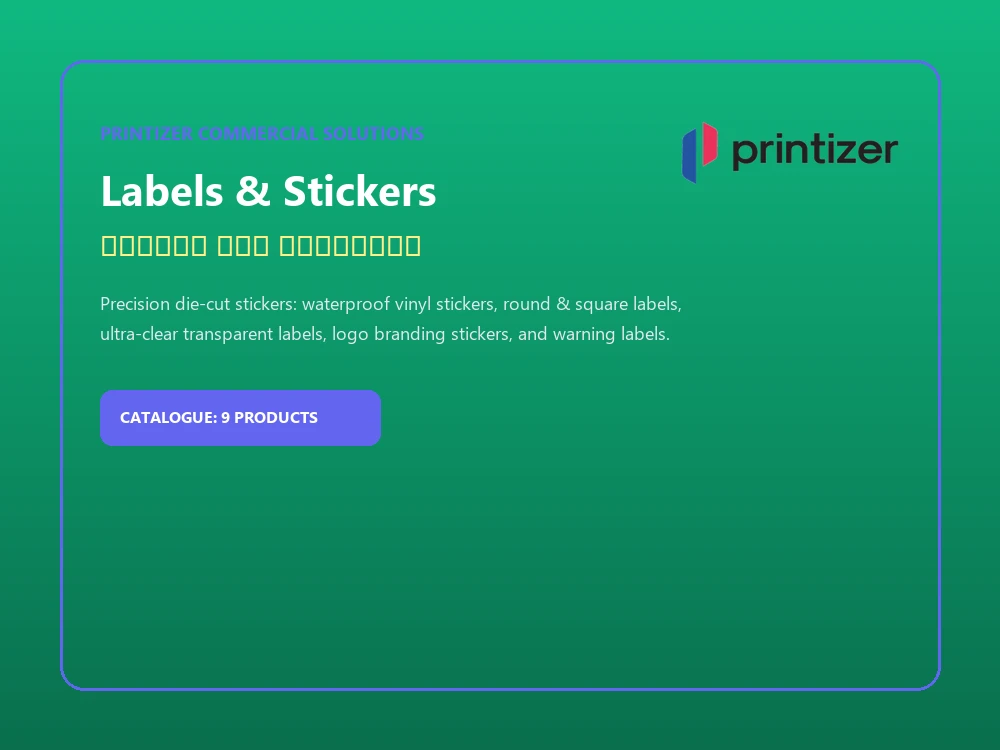 PRINTIZER COMMERCIAL SOLUTIONS
printizer
Labels & Stickers
Precision die-cut stickers: waterproof vinyl stickers, round & square labels,
ultra-clear transparent labels, logo branding stickers, and warning labels.
CATALOGUE: 9 PRODUCTS